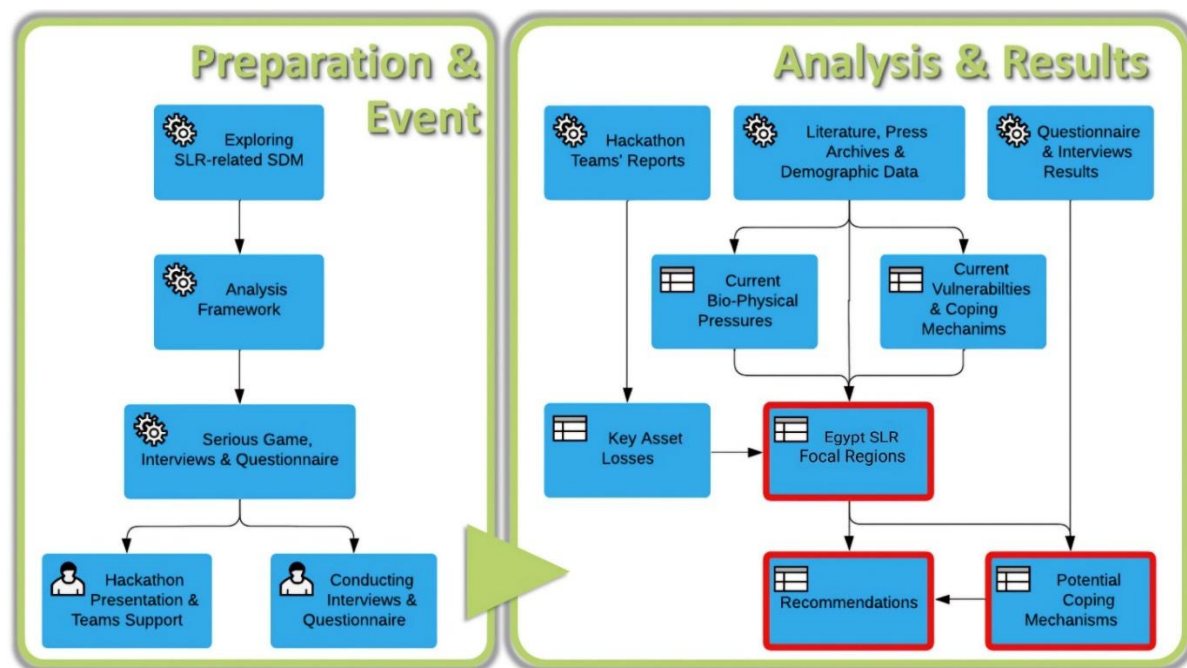 Preparation &
Event
Exploring
SLR-related SDM
Analysis
Framework
Serious Game,
Interviews & Questionnaire
Hackathon
Presentation &
Teams Support
Conducting
Interviews &
Questionnaire
Analysis & Results
Hackathon
Teams' Reports
Literature, Press
Archives &
Demographic Data
Questionnaire
& Interviews
Results
Current
Bio-Physical
Pressures
Current
Vulnerabilties
& Coping
Mechanims
Key Asset
Losses
Egypt SLR
Focal Regions
Recommendations
Potential
Coping
Mechanisms